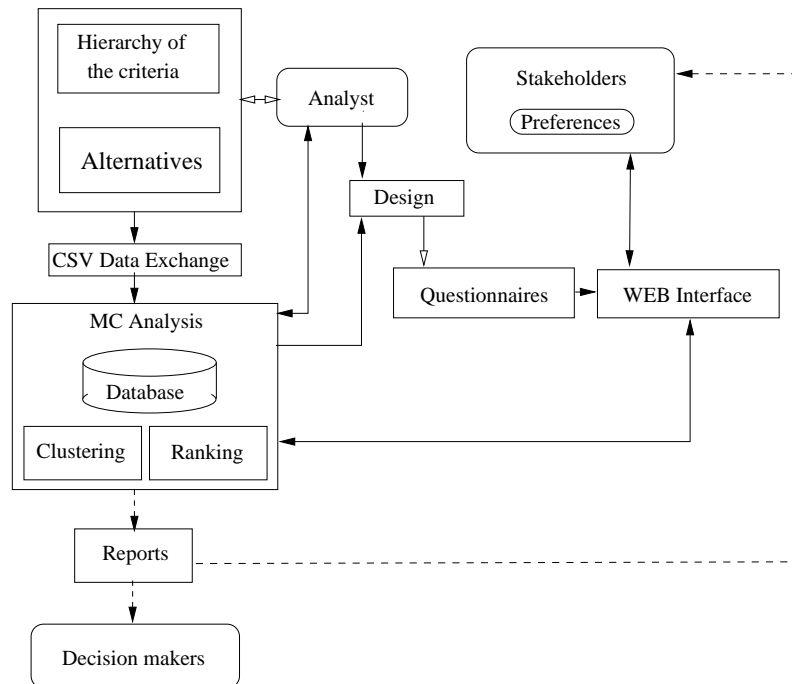 Hierarchy of
the criteria
Alternatives
Analyst
Stakeholders
Preferences
Design
CSV Data Exchange
Questionnaires
WEB Interface
MC Analysis
Database
Clustering
Ranking
Reports
Decision makers